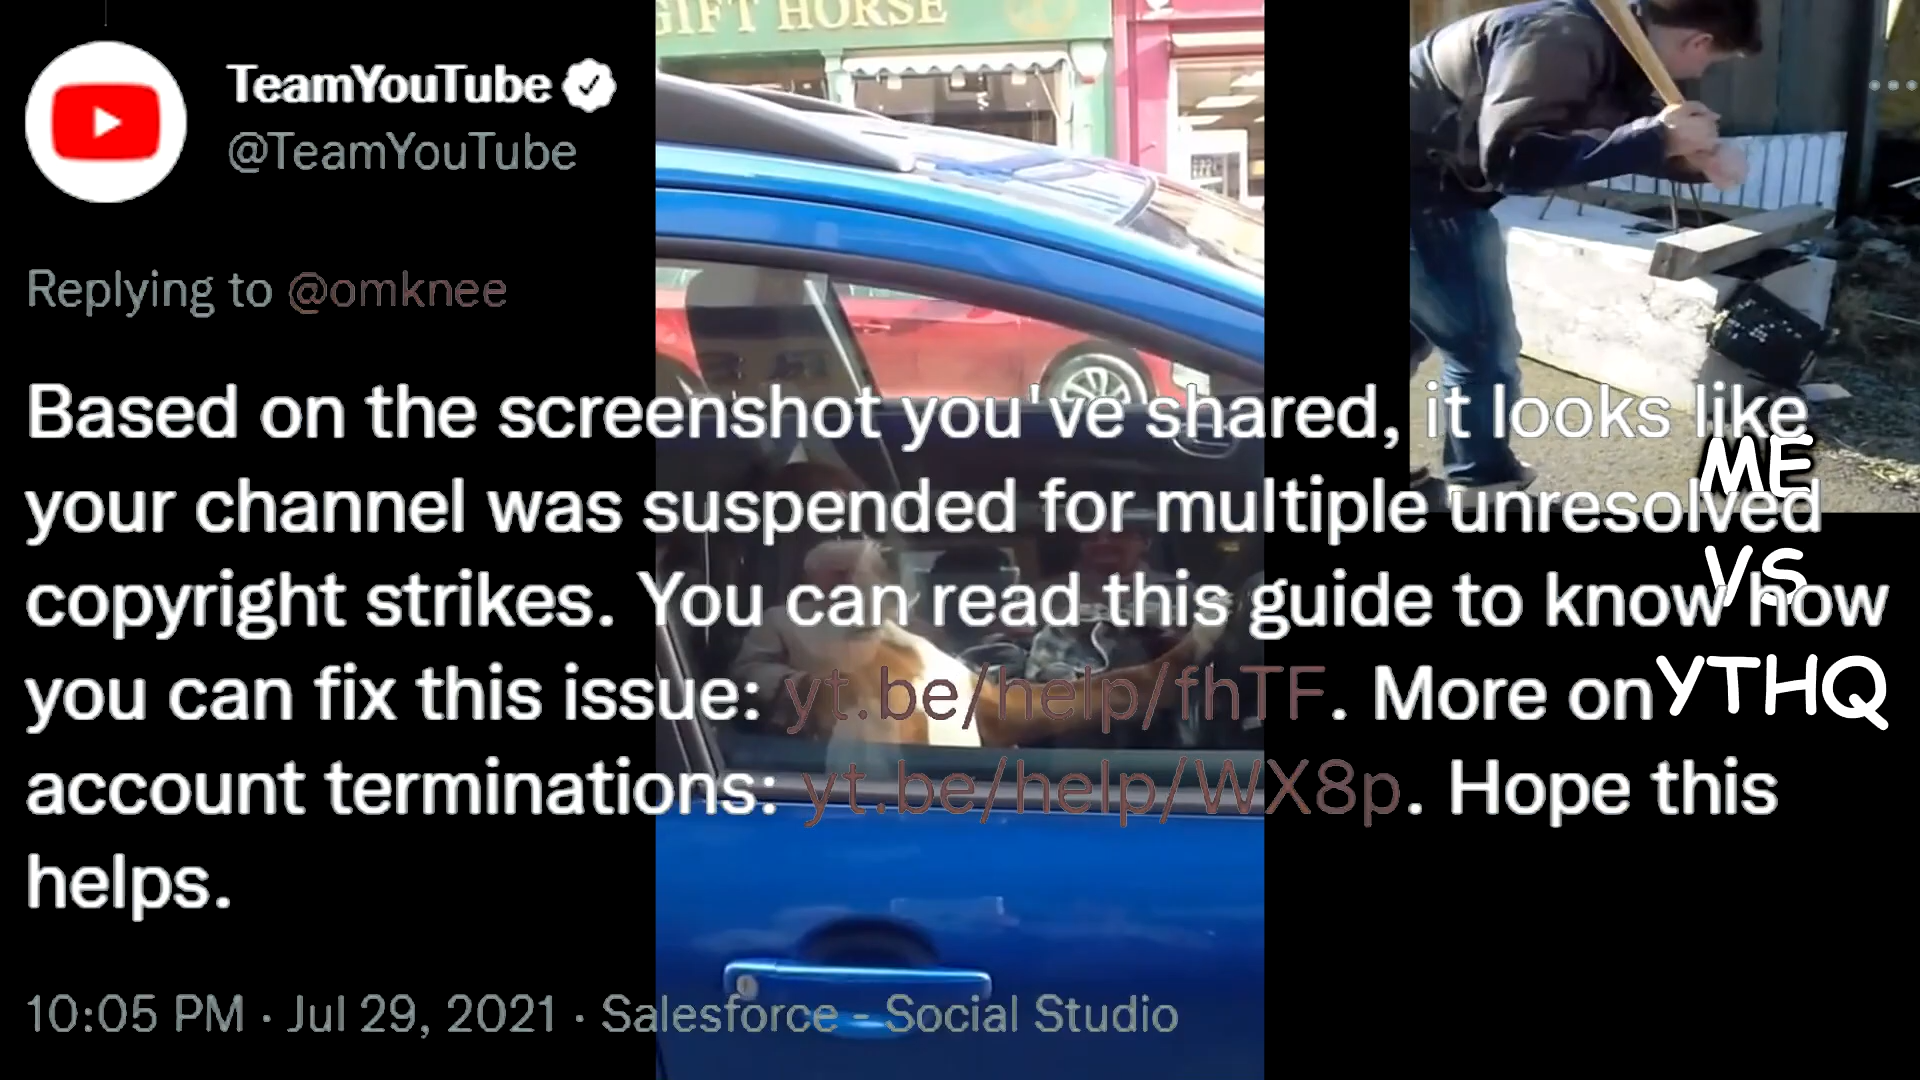 GIFT HORSE
TeamYouTube
@TeamYouTube
Replying to @omknee
Based on the screenshot you've shared, it looks like
your channel was suspended for multiple unresolved
copyright strikes. You can read this guide to know how
you can fix this issue: yt.be/help/fhTF. More on
account terminations: yt.be/help/WX8p. Hope this
helps.
10:05 PM · Jul 29, 2021 · Salesforce - Social Studio
ME
VS
YTHQ